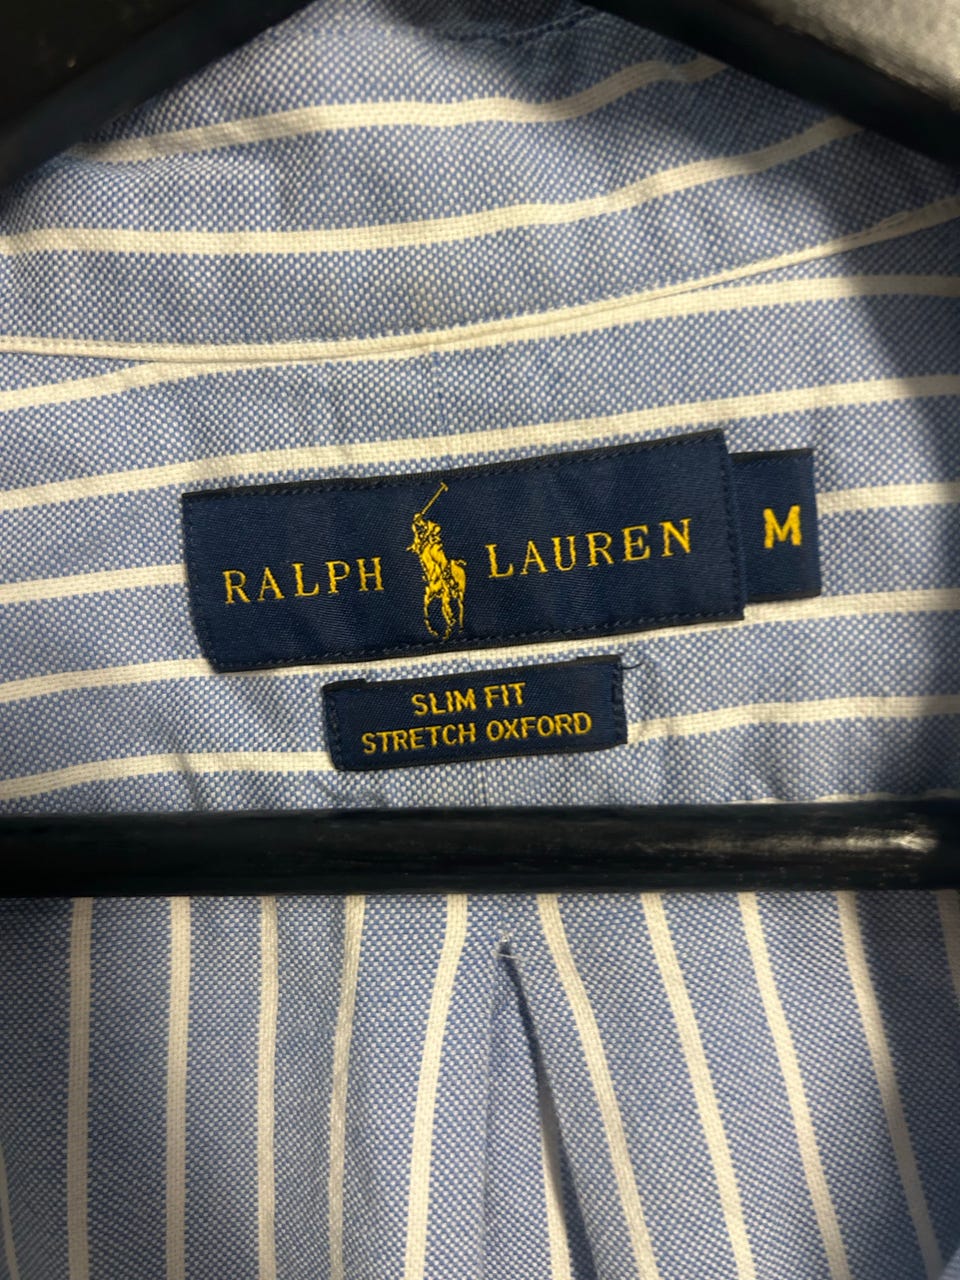 RALPH LAUREN M
SLIM FIT
STRETCH OXFORD